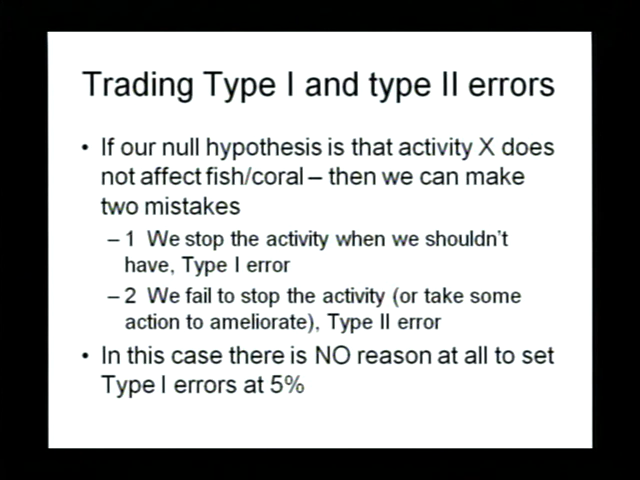 Trading Type I and type II errors
• If our null hypothesis is that activity X does
not affect fish/coral – then we can make
two mistakes
– 1 We stop the activity when we shouldn't
have, Type I error
– 2 We fail to stop the activity (or take some
action to ameliorate), Type II error
• In this case there is NO reason at all to set
Type I errors at 5%